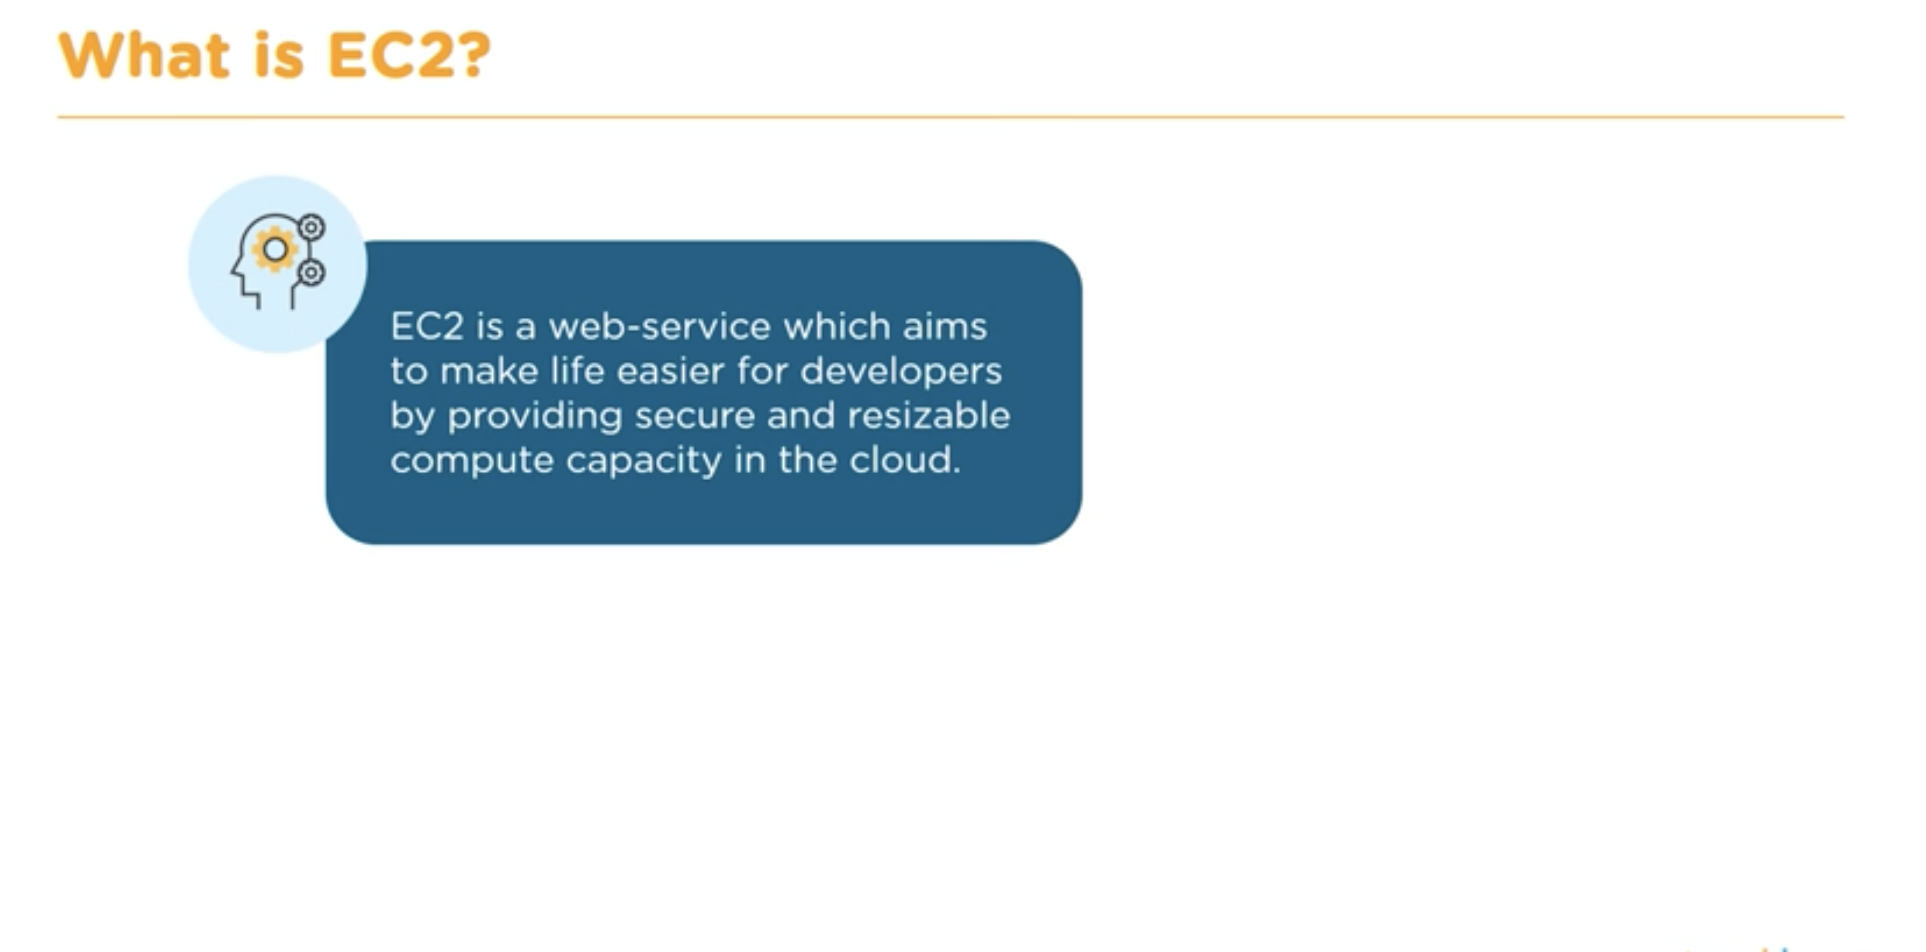 What is EC2?
EC2 is a web-service which aims
to make life easier for developers
by providing secure and resizable
compute capacity in the cloud.